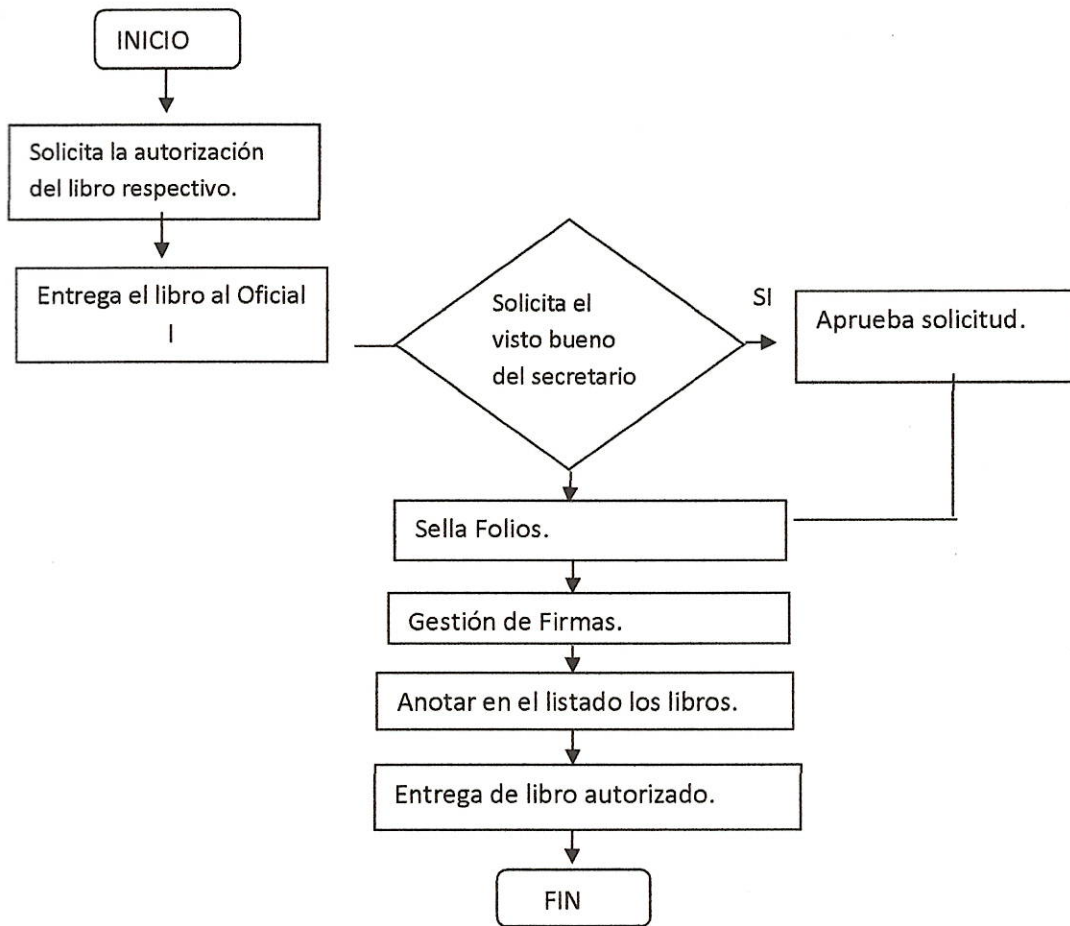 INICIO
Solicita la autorización
del libro respectivo.
Entrega el libro al Oficial
I
Solicita el
visto bueno
del secretario
SI
Aprueba solicitud.
Sella Folios.
Gestión de Firmas.
Anotar en el listado los libros.
Entrega de libro autorizado.
FIN